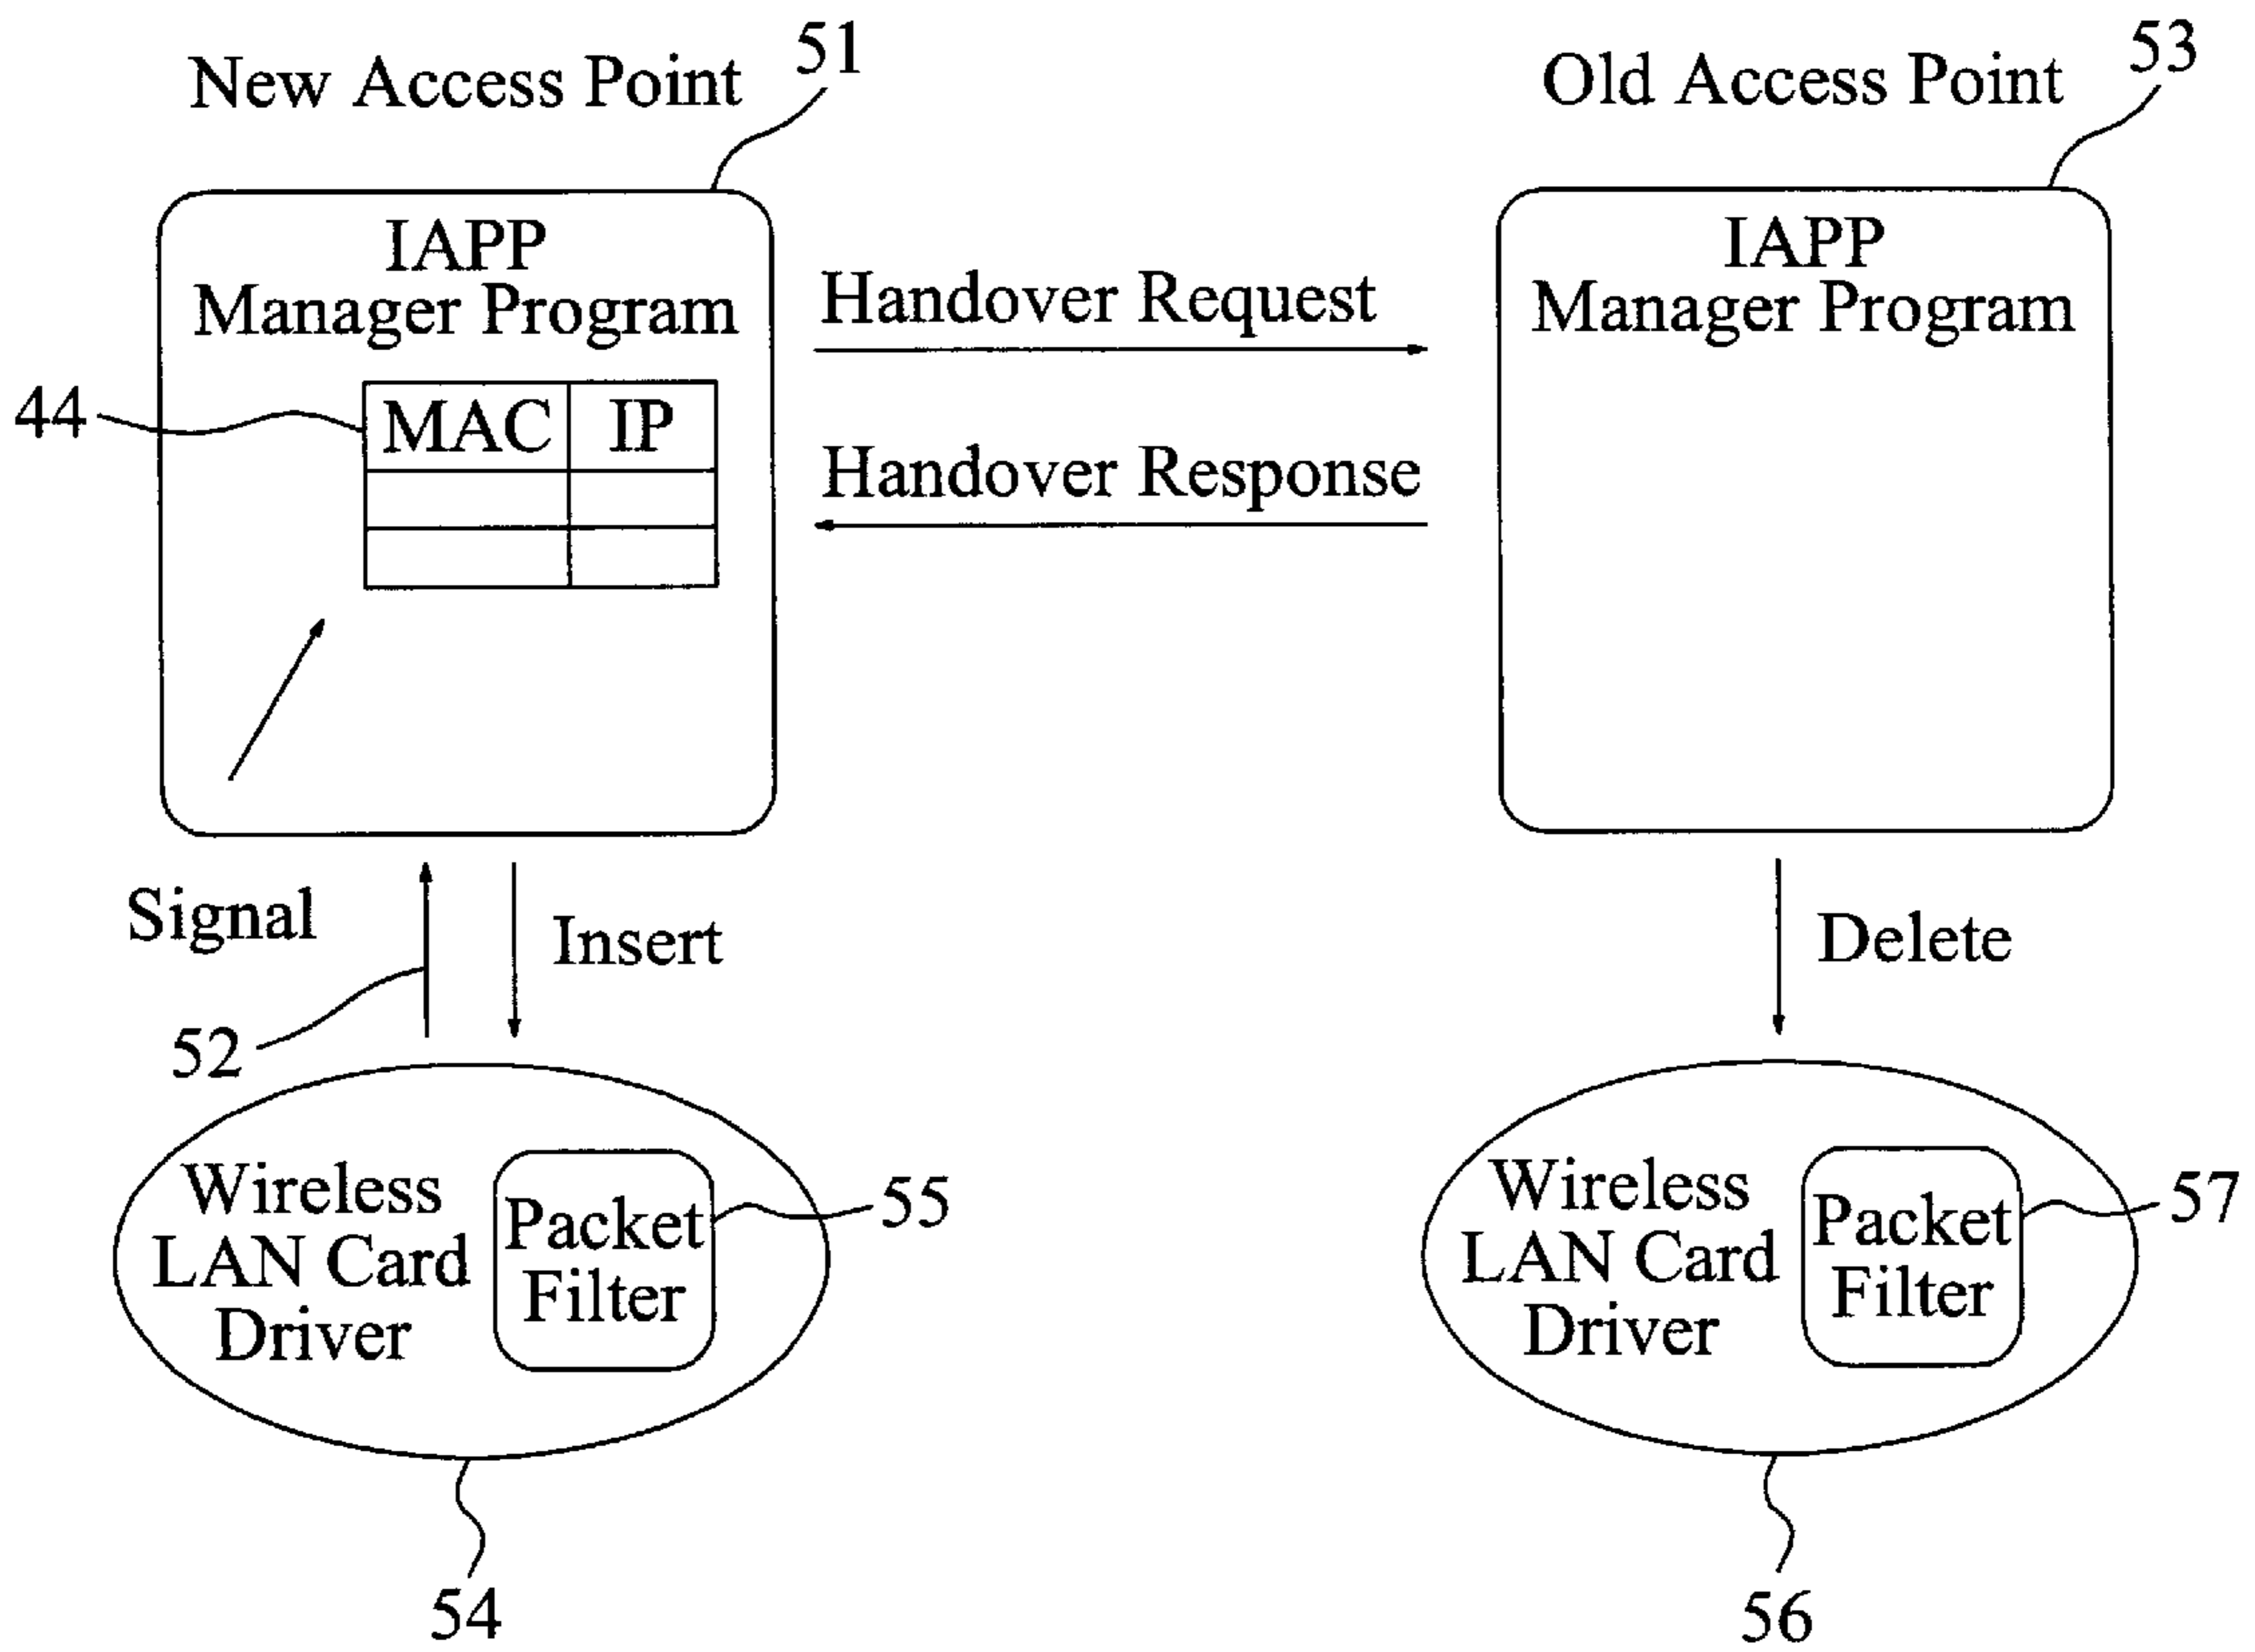 New Access Point
51
Old Access Point
53
IAPP
Manager Program
44
MAC IP
Handover Request
Handover Response
IAPP
Manager Program
Signal
Insert
52
Delete
Wireless
LAN Card
Driver
Packet
Filter
55
54
Wireless
LAN Card
Driver
Packet
Filter
57
56